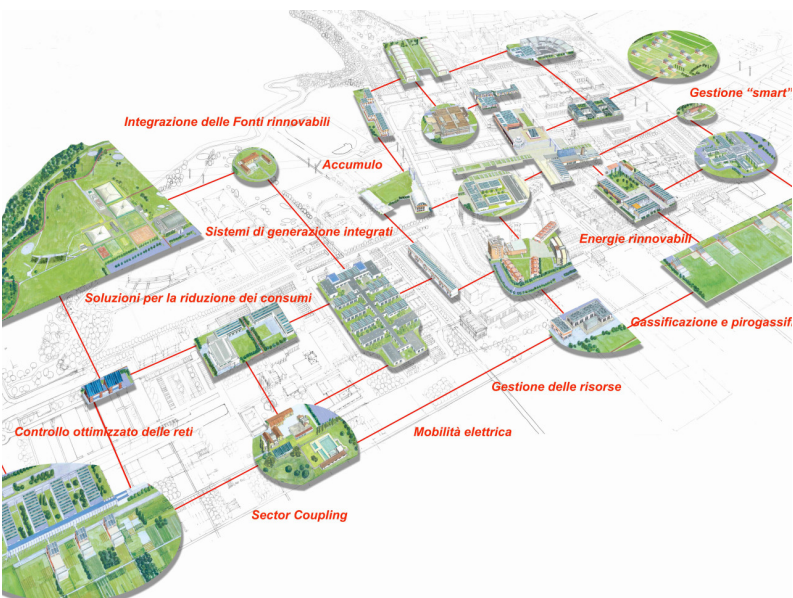 Gestione “smart”
Integrazione delle Fonti rinnovabili
Accumulo
Sistemi di generazione integrati
Energie rinnovabili
Soluzioni per la riduzione dei consumi
Gassificazione e pirogassifi
Gestione delle risorse
Controllo ottimizzato delle reti
Mobilità elettrica
Sector Coupling